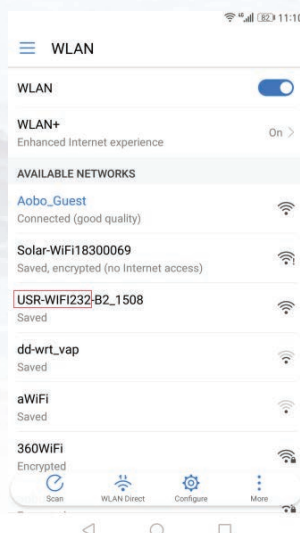 82 11:10
WLAN
WLAN
WLAN+
Enhanced Internet experience
On
AVAILABLE NETWORKS
Aobo_Guest
Connected (good quality)
Solar-WiFi18300069
Saved, encrypted (no Internet access)
USR-WIFI232-B2_1508
Saved
dd-wrt_vap
Saved
aWiFi
Saved
360WiFi
Encrypted
Scan WLAN Direct Configure More